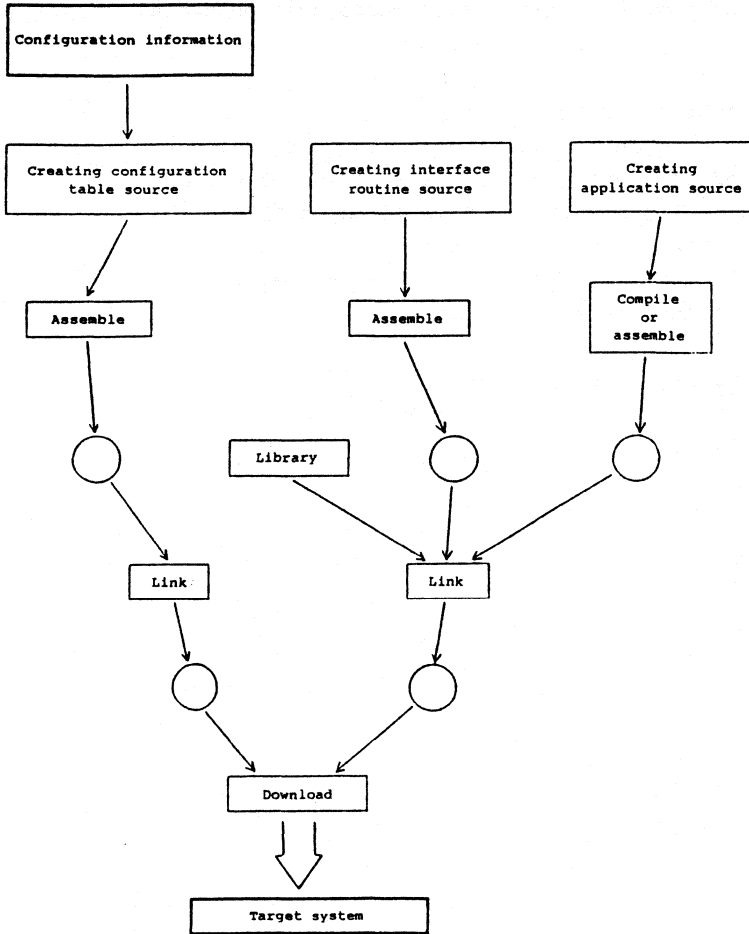 Configuration information
Creating configuration
table source
Creating interface
routine source
Creating
application source
Assemble
Assemble
Compile
or
assemble
Library
Link
Link
Download
Target system